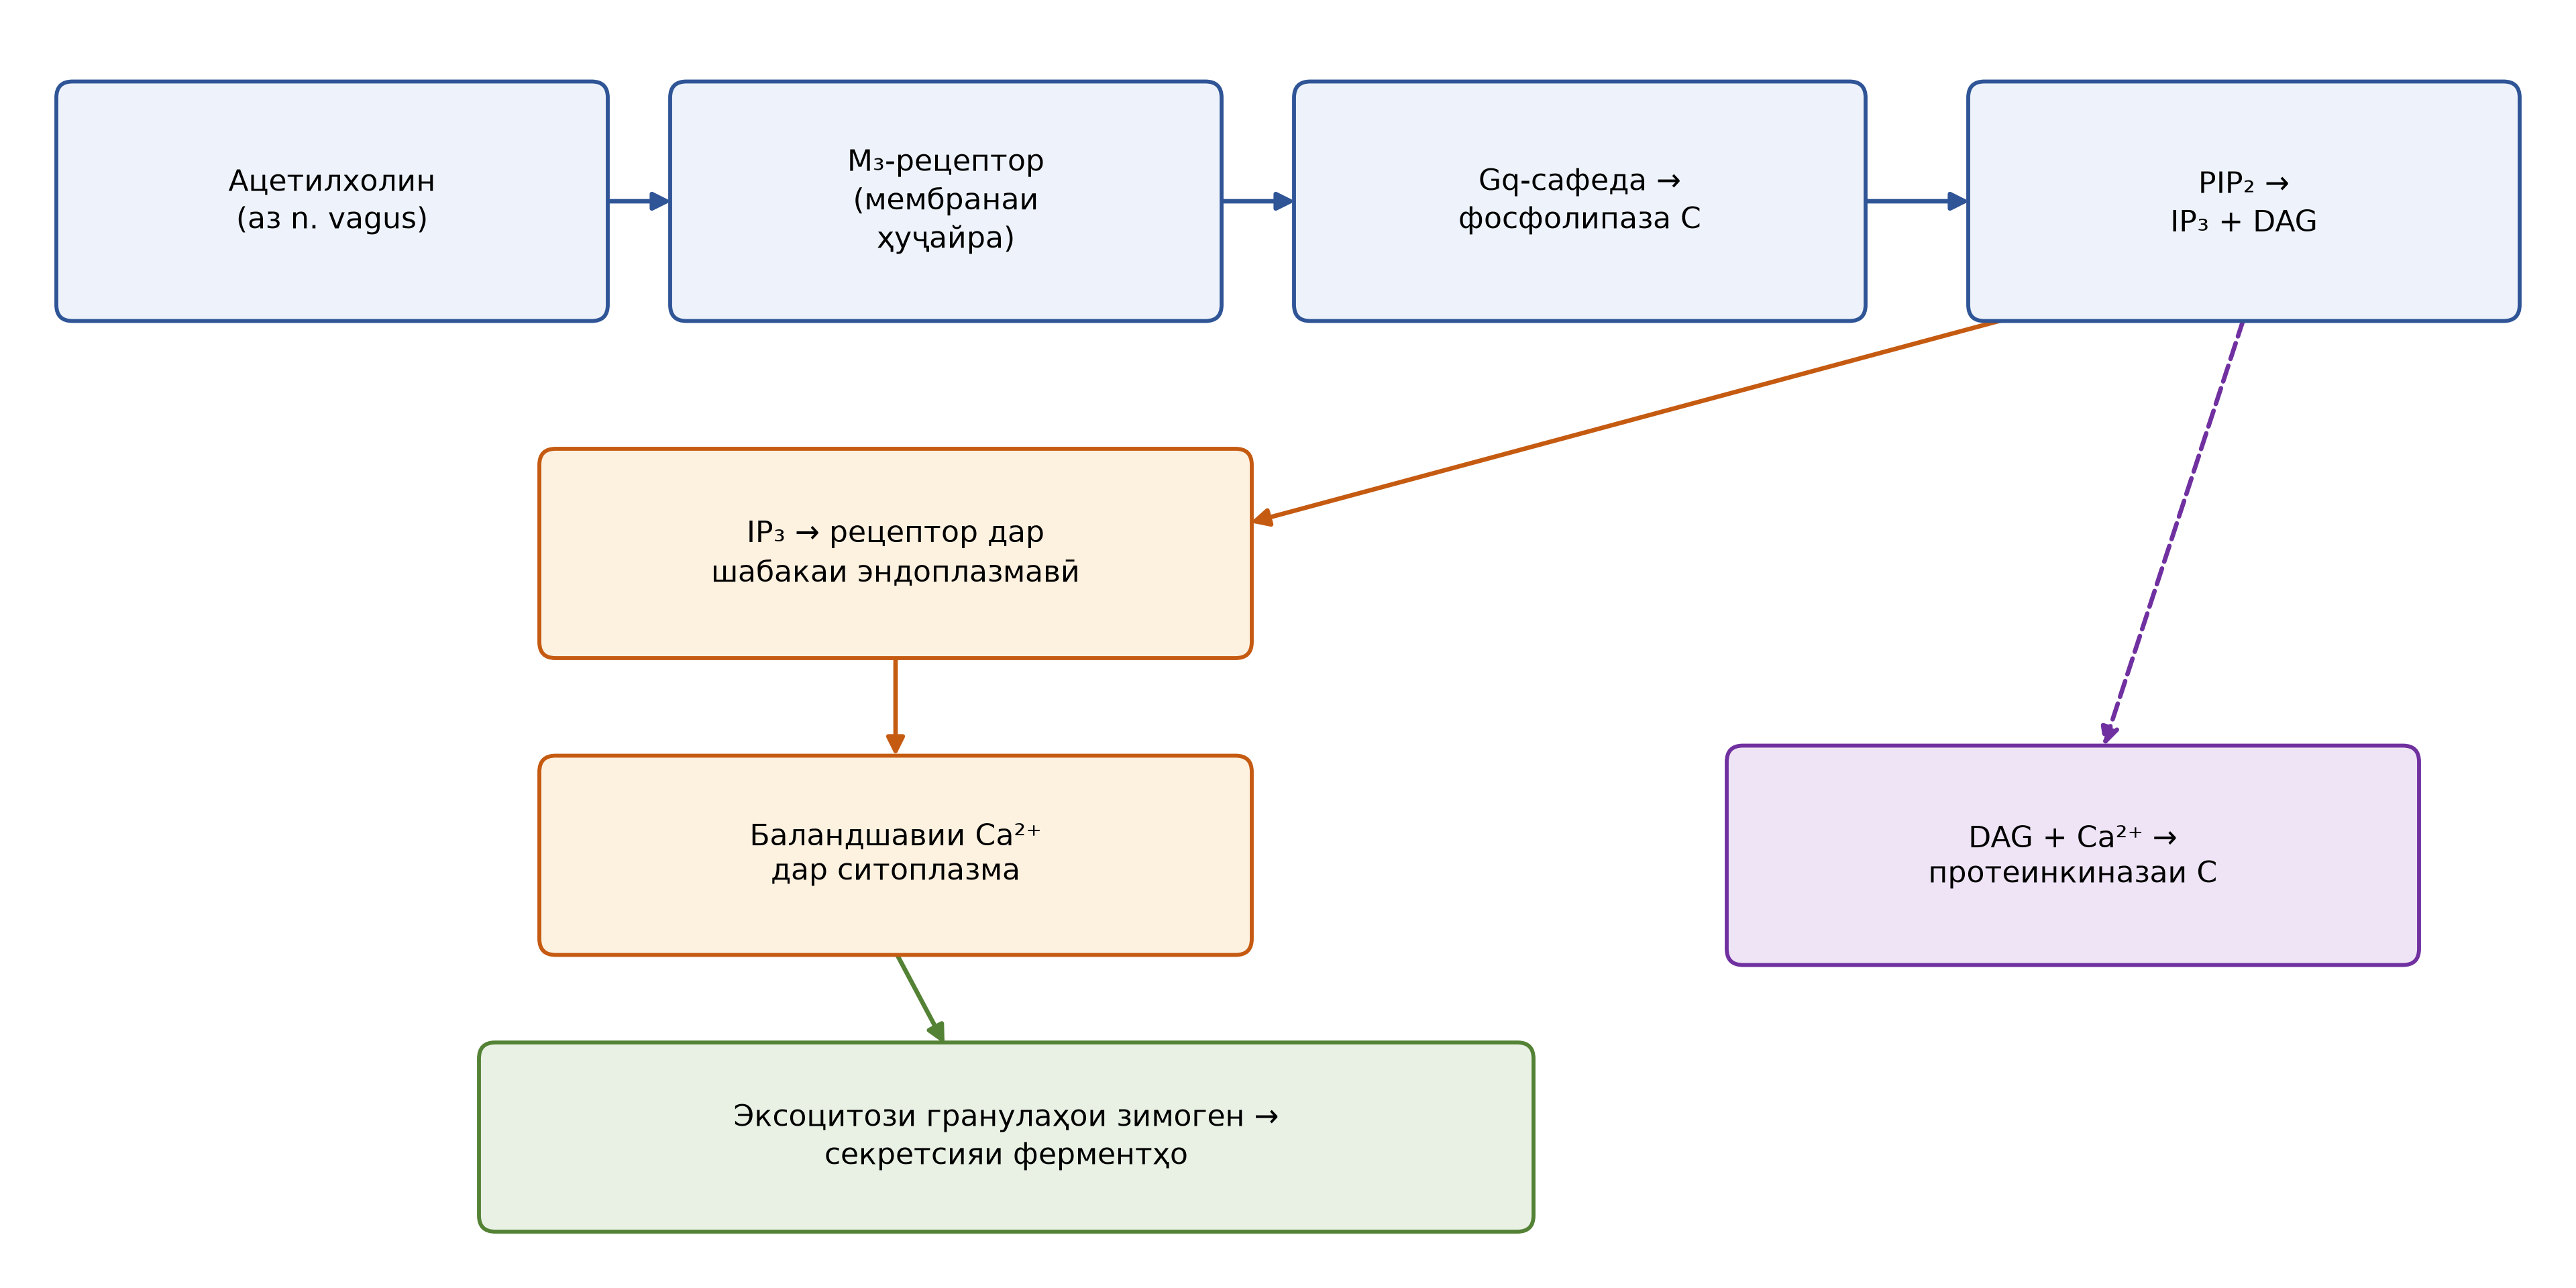 Ацетилхолин
(аз n. vagus)
M₃-рецептор
(мембранаи
ҳуҷайра)
Gq-сафеда →
фосфолипаза C
PIP₂ →
IP₃ + DAG
IP₃ → рецептор дар
шабакаи эндоплазмавӣ
Баландшавии Ca²⁺
дар ситоплазма
DAG + Ca²⁺ →
протеинкиназаи C
Эксоцитози гранулаҳои зимоген →
секретсияи ферментҳо